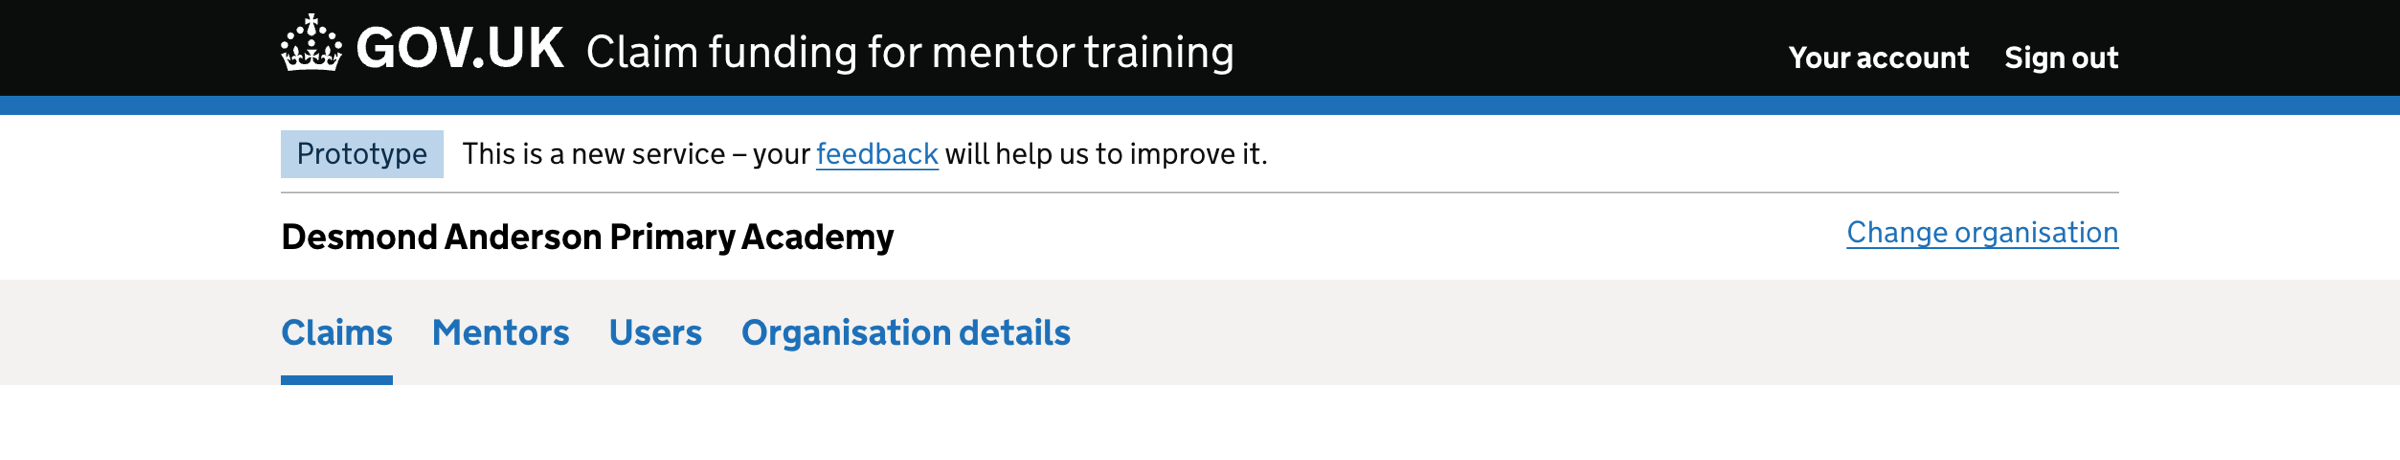 GOV.UK Claim funding for mentor training Your account Sign out
Prototype This is a new service – your feedback will help us to improve it.
Desmond Anderson Primary Academy Change organisation
Claims Mentors Users Organisation details